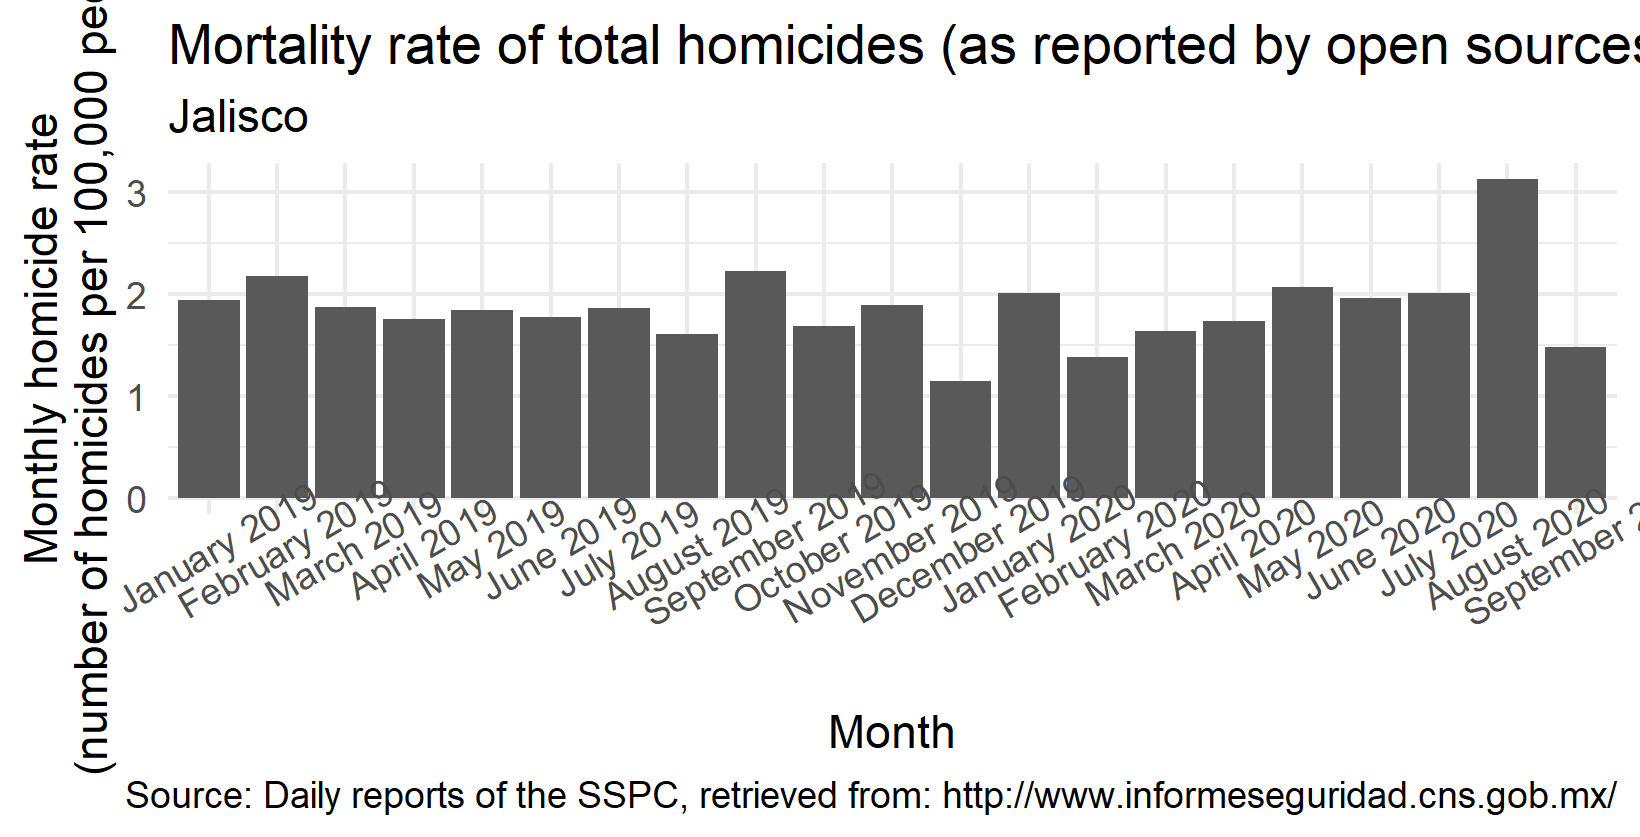 Mortality rate of total homicides (as reported by open sources
Jalisco
Monthly homicide rate
(number of homicides per 100,000
3
2
1
0
January 2019
February 2019
March 2019
April 2019
May 2019
June 2019
July 2019
August 2019
September 2019
October 2019
November 2019
December 2019
January 2020
February 2020
March 2020
April 2020
May 2020
June 2020
July 2020
August 2020
September
Month
Source: Daily reports of the SSPC, retrieved from: http://www.informeseguridad.cns.gob.mx/